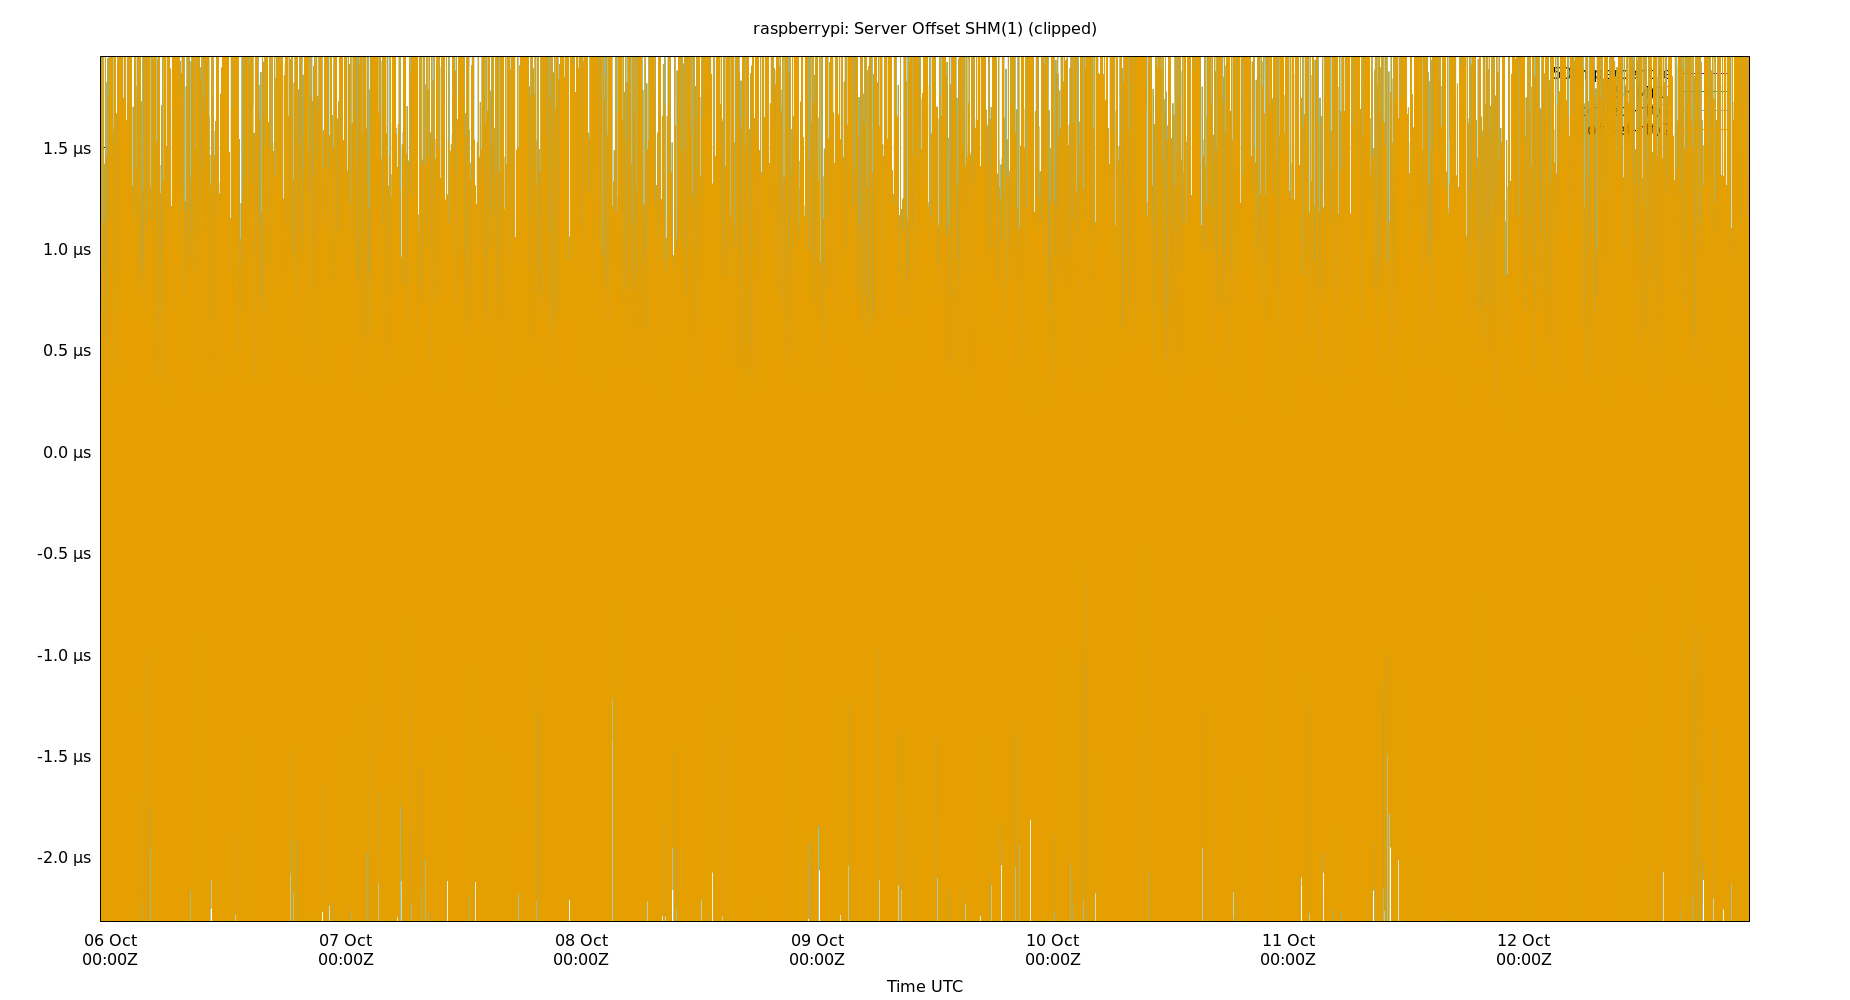 raspberrypi: Server Offset SHM(1) (clipped)
1.5 µs
1.0 µs
0.5 µs
0.0 µs
-0.5 µs
-1.0 µs
-1.5 µs
-2.0 µs
06 Oct 07 Oct 08 Oct 09 Oct 10 Oct 11 Oct 12 Oct
00:00Z 00:00Z 00:00Z 00:00Z 00:00Z 00:00Z 00:00Z
Time UTC